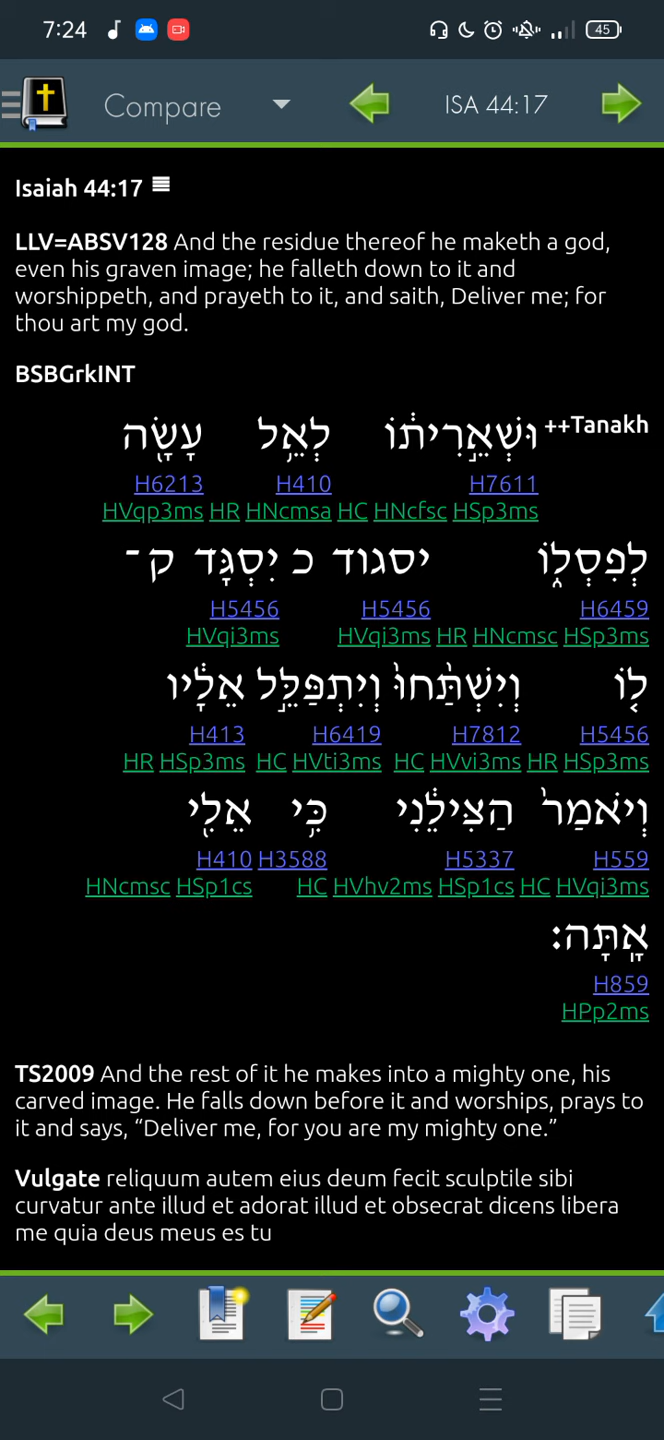 7:24
45
Compare
ISA 44:17
Isaiah 44:17
LLV=ABSV128 And the residue thereof he maketh a god,
even his graven image; he falleth down to it and
worshippeth, and prayeth to it, and saith, Deliver me; for
thou art my god.
BSBGrkINT
++Tanakh וּשְׁאֵ֣רִית֔וֹ לְאֵ֥ל עָשָׂ֖ה
H6213 H410 H7611
HVqp3ms HR HNcmsa HC HNcfsc HSp3ms
לְפִסְל֑וֹ יסגוד כ יִסְגָּד ק ־
H5456 H5456 H6459
HVqi3ms HVqi3ms HR HNcmsc HSp3ms
ל֤וֹ וְיִשְׁתַּ֙חוּ֙ וְיִתְפַּלֵּ֣ל אֵלָ֔יו
H413 H6419 H7812 H5456
HR HSp3ms HC HVti3ms HC HVvi3ms HR HSp3ms
וְיֹאמַר֙ הַצִּילֵ֔נִי כִּ֥י אֵלִ֖י
H410 H3588 H5337 H559
HNcmsc HSp1cs HC HVhv2ms HSp1cs HC HVqi3ms
אָֽתָּה׃
H859
HPp2ms
TS2009 And the rest of it he makes into a mighty one, his
carved image. He falls down before it and worships, prays to
it and says, “Deliver me, for you are my mighty one.”
Vulgate reliquum autem eius deum fecit sculptile sibi
curvatur ante illud et adorat illud et obsecrat dicens libera
me quia deus meus es tu